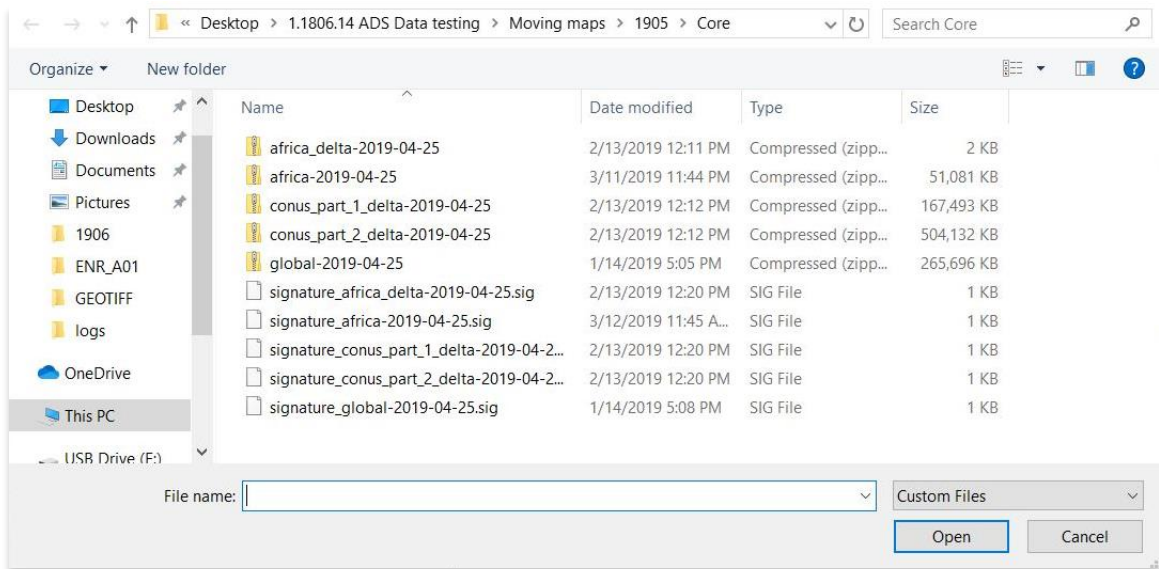 « Desktop > 1.1806.14 ADS Data testing > Moving maps > 1905 > Core
Search Core
Organize
New folder
?
Desktop
Downloads
Documents
Pictures
1906
ENR_A01
GEOTIFF
logs
OneDrive
This PC
USB Drive (F:)
Name Date modified Type Size
africa_delta-2019-04-25 2/13/2019 12:11 PM Compressed (zipp... 2 KB
africa-2019-04-25 3/11/2019 11:44 PM Compressed (zipp... 51,081 KB
conus_part_1_delta-2019-04-25 2/13/2019 12:12 PM Compressed (zipp... 167,493 KB
conus_part_2_delta-2019-04-25 2/13/2019 12:12 PM Compressed (zipp... 504,132 KB
global-2019-04-25 1/14/2019 5:05 PM Compressed (zipp... 265,696 KB
signature_africa_delta-2019-04-25.sig 2/13/2019 12:20 PM SIG File 1 KB
signature_africa-2019-04-25.sig 3/12/2019 11:45 A... SIG File 1 KB
signature_conus_part_1_delta-2019-04-2... 2/13/2019 12:20 PM SIG File 1 KB
signature_conus_part_2_delta-2019-04-2... 2/13/2019 12:20 PM SIG File 1 KB
signature_global-2019-04-25.sig 1/14/2019 5:08 PM SIG File 1 KB
File name:
Custom Files
Open
Cancel